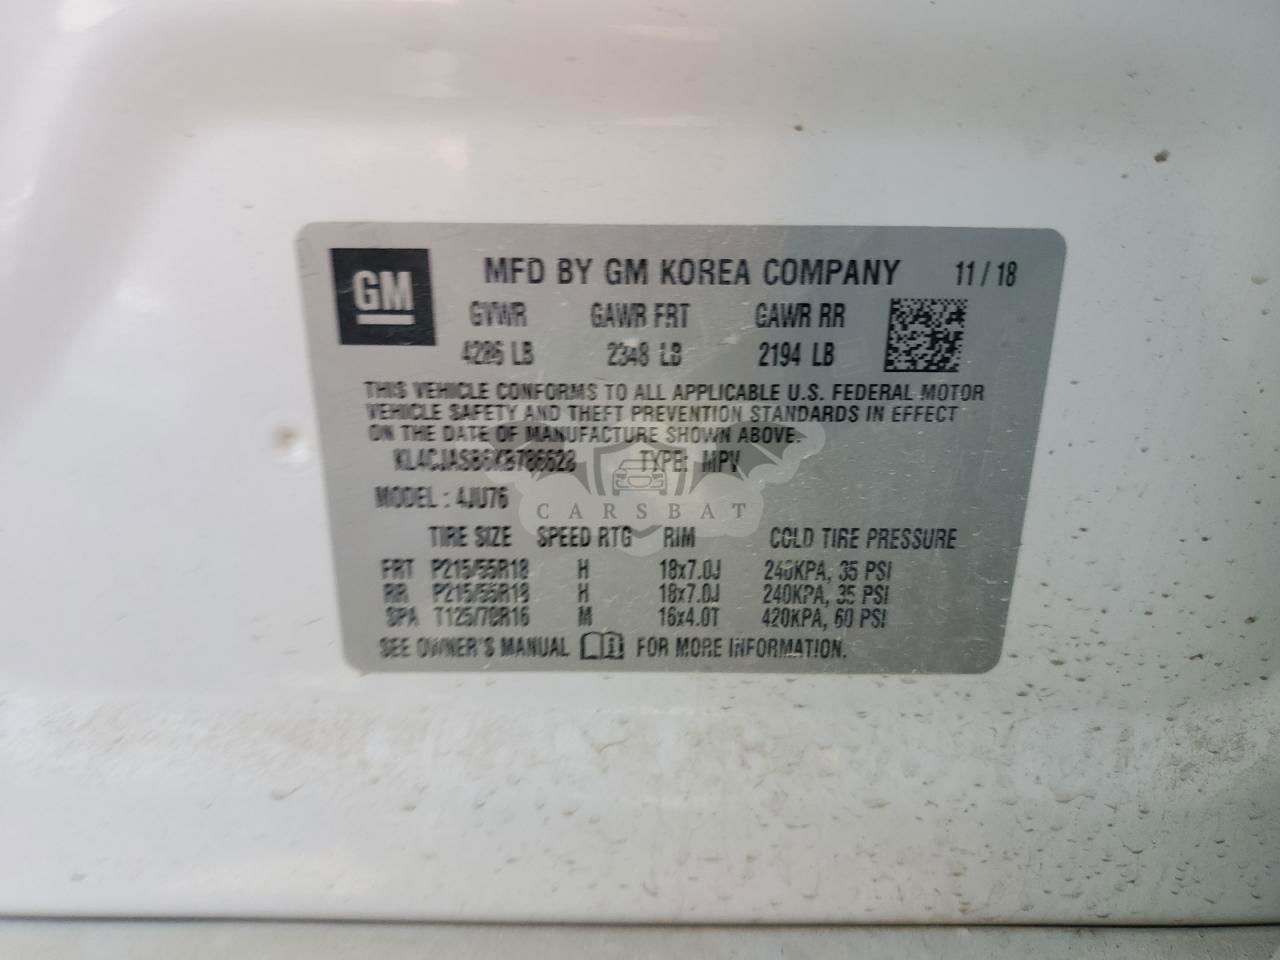 GM
MFD BY GM KOREA COMPANY 11 / 18
GVWR GAWR FRT GAWR RR
4286 LB 2348 LB 2194 LB
THIS VEHICLE CONFORMS TO ALL APPLICABLE U.S. FEDERAL MOTOR
VEHICLE SAFETY AND THEFT PREVENTION STANDARDS IN EFFECT
ON THE DATE OF MANUFACTURE SHOWN ABOVE.
KL4CJASB6KB786628 TYPE: MPV
MODEL : 4JU76
CARSBAT
TIRE SIZE SPEED RTG RIM COLD TIRE PRESSURE
FRT P215/55R18 H 18x7.0J 240KPA, 35 PSI
RR P215/55R18 H 18x7.0J 240KPA, 35 PSI
SPA T125/70R16 M 16x4.0T 420KPA, 60 PSI
SEE OWNER'S MANUAL FOR MORE INFORMATION.